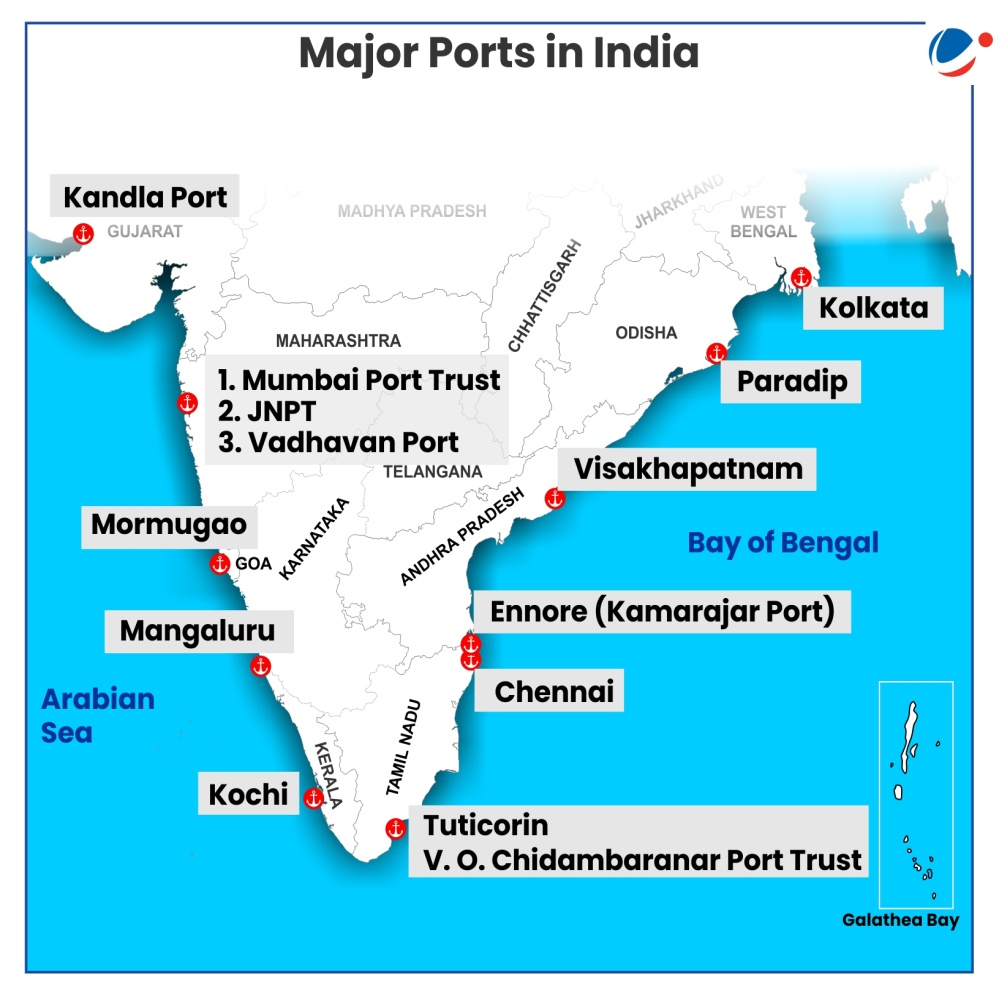 Major Ports in India
Kandla Port
GUJARAT
MADHYA PRADESH
JHARKHAND
WEST
BENGAL
CHHATTISGARH
Kolkata
MAHARASHTRA
ODISHA
Paradip
1. Mumbai Port Trust
2. JNPT
3. Vadhavan Port
TELANGANA
Visakhapatnam
Mormugao
GOA
KARNATAKA
ANDHRA PRADESH
Bay of Bengal
Ennore (Kamarajar Port)
Mangaluru
Chennai
Arabian
Sea
KERALA
TAMIL NADU
Kochi
Tuticorin
V. O. Chidambaranar Port Trust
Galathea Bay